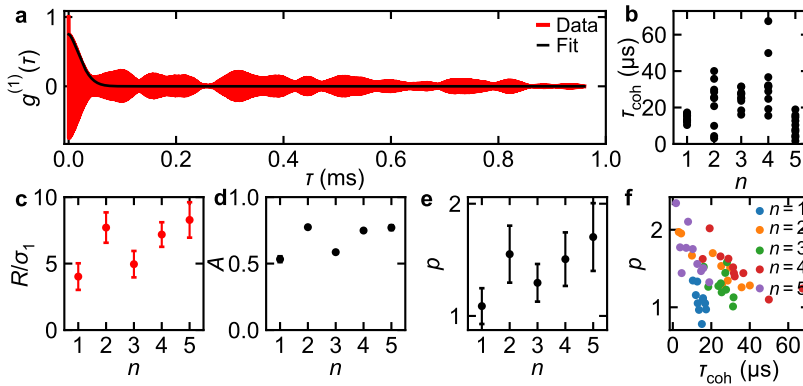 a
1
0
g⁽¹⁾(τ)
Data
Fit
0.0 0.2 0.4 0.6 0.8 1.0
τ (ms)
b
60
40
20
0
τcoh (μs)
1 2 3 4 5
n
c
10
5
0
R/σ₁
1 2 3 4 5
n
d
1.0
0.5
0.0
A
1 2 3 4 5
n
e
2
1
p
1 2 3 4 5
n
f
2
1
p
n = 1
n = 2
n = 3
n = 4
n = 5
0 20 40 60
τcoh (μs)